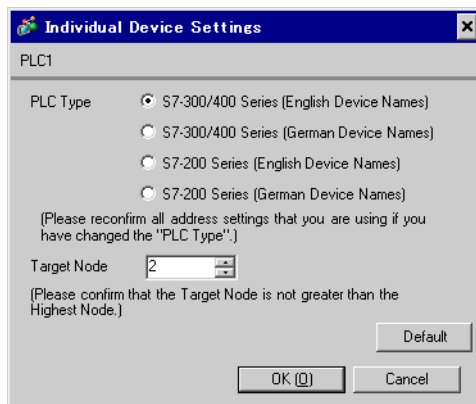 Individual Device Settings
PLC1
PLC Type
S7-300/400 Series (English Device Names)
S7-300/400 Series (German Device Names)
S7-200 Series (English Device Names)
S7-200 Series (German Device Names)
(Please reconfirm all address settings that you are using if you
have changed the "PLC Type".)
Target Node
2
(Please confirm that the Target Node is not greater than the
Highest Node.)
Default
OK (O)
Cancel